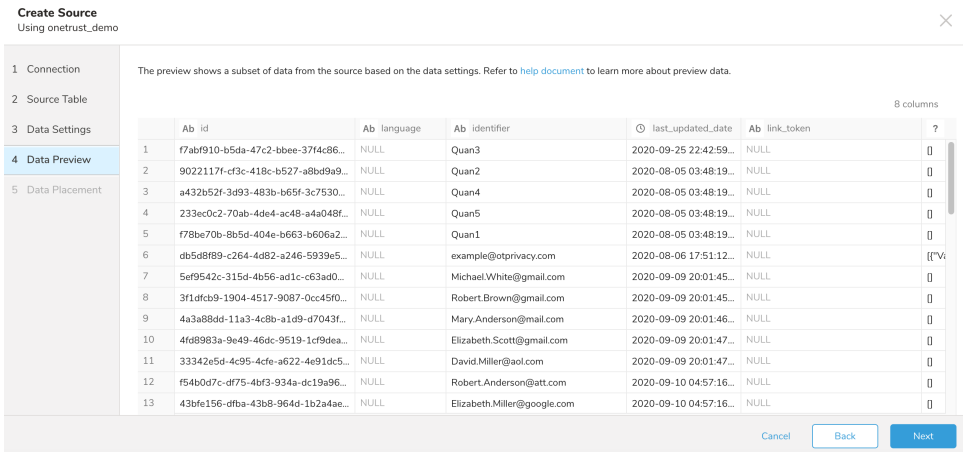 Create Source
Using onetrust_demo
1 Connection
2 Source Table
3 Data Settings
4 Data Preview
5 Data Placement
The preview shows a subset of data from the source based on the data settings. Refer to help document to learn more about preview data.
8 columns
Ab id Ab language Ab identifier last_updated_date Ab link_token ?
1 f7abf910-b5da-47c2-bbee-37f4c86... NULL Quan3 2020-09-25 22:42:59... NULL []
2 9022117f-cf3c-418c-b527-a8bd9a9... NULL Quan2 2020-08-05 03:48:19... NULL []
3 a432b52f-3d93-483b-b65f-3c7530... NULL Quan4 2020-08-05 03:48:19... NULL []
4 233ec0c2-70ab-4de4-ac48-a4a048f... NULL Quan5 2020-08-05 03:48:19... NULL []
5 f78be70b-8b5d-404e-b663-b606a2... NULL Quan1 2020-08-05 03:48:19... NULL []
6 db5d8f89-c264-4d82-a246-5939e5... NULL example@otprivacy.com 2020-08-06 17:51:12... NULL [{"Va
7 5ef9542c-315d-4b56-ad1c-c63ad0... NULL Michael.White@gmail.com 2020-09-09 20:01:45... NULL []
8 3f1dfcb9-1904-4517-9087-0cc45f0... NULL Robert.Brown@gmail.com 2020-09-09 20:01:45... NULL []
9 4a3a88dd-11a3-4c8b-a1d9-d7043f... NULL Mary.Anderson@mail.com 2020-09-09 20:01:46... NULL []
10 4fd8983a-9e49-46dc-9519-1cf9dea... NULL Elizabeth.Scott@gmail.com 2020-09-09 20:01:47... NULL []
11 33342e5d-4c95-4cfe-a622-4e91dc5... NULL David.Miller@aol.com 2020-09-09 20:01:47... NULL []
12 f54b0d7c-df75-4bf3-934a-dc19a96... NULL Robert.Anderson@att.com 2020-09-10 04:57:16... NULL []
13 43bfe156-dfba-43b8-964d-1b2a4ae... NULL Elizabeth.Miller@google.com 2020-09-10 04:57:16... NULL []
Cancel Back Next